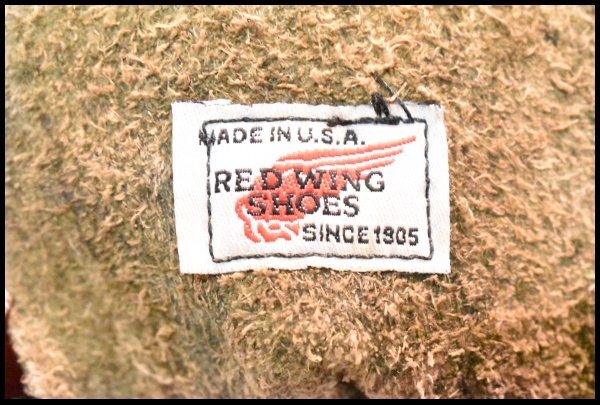 MADE IN U.S.A.
RED WING
SHOES
SINCE 1905